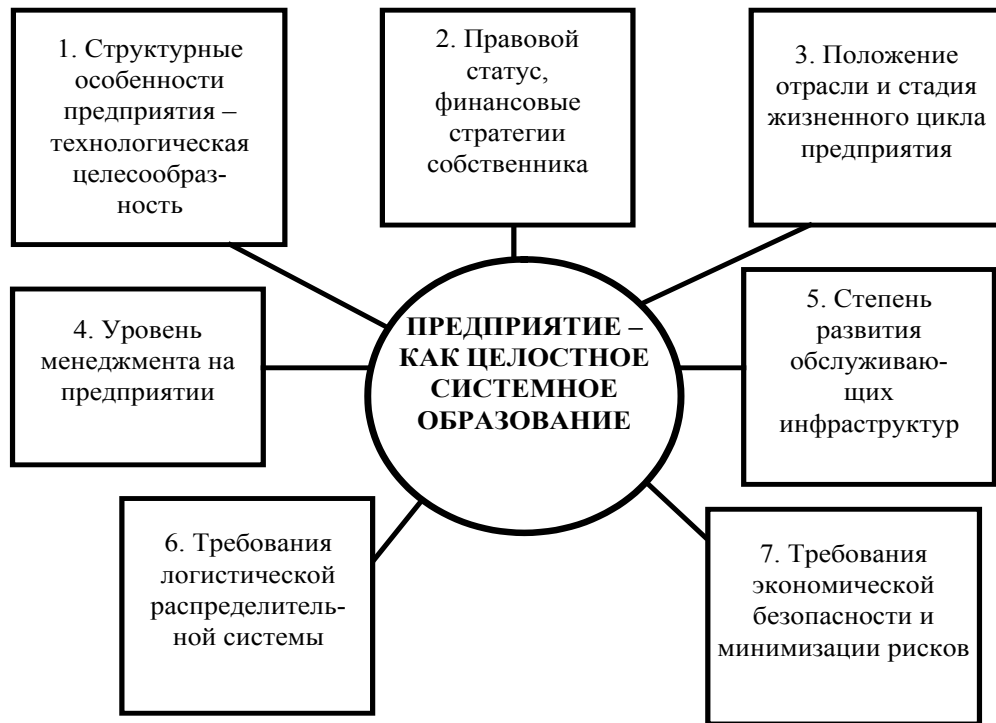 1. Структурные
особенности
предприятия –
технологическая
целесообраз-
ность
2. Правовой
статус,
финансовые
стратегии
собственника
3. Положение
отрасли и стадия
жизненного цикла
предприятия
4. Уровень
менеджмента на
предприятии
ПРЕДПРИЯТИЕ –
КАК ЦЕЛОСТНОЕ
СИСТЕМНОЕ
ОБРАЗОВАНИЕ
5. Степень
развития
обслуживаю-
щих
инфраструктур
6. Требования
логистической
распределитель-
ной системы
7. Требования
экономической
безопасности и
минимизации рисков